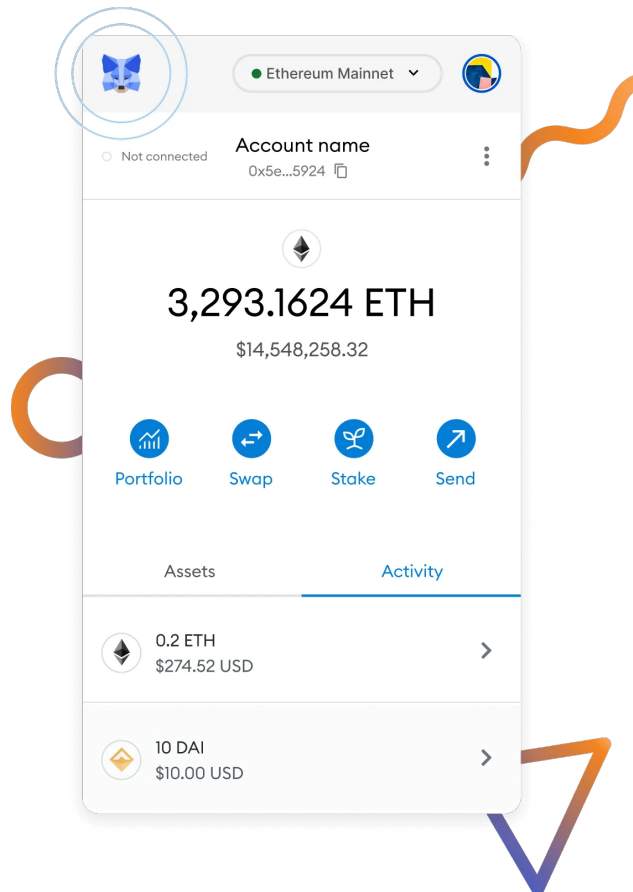 Ethereum Mainnet
Not connected
Account name
0x5e...5924
3,293.1624 ETH
$14,548,258.32
Portfolio
Swap
Stake
Send
Assets
Activity
0.2 ETH
$274.52 USD
10 DAI
$10.00 USD